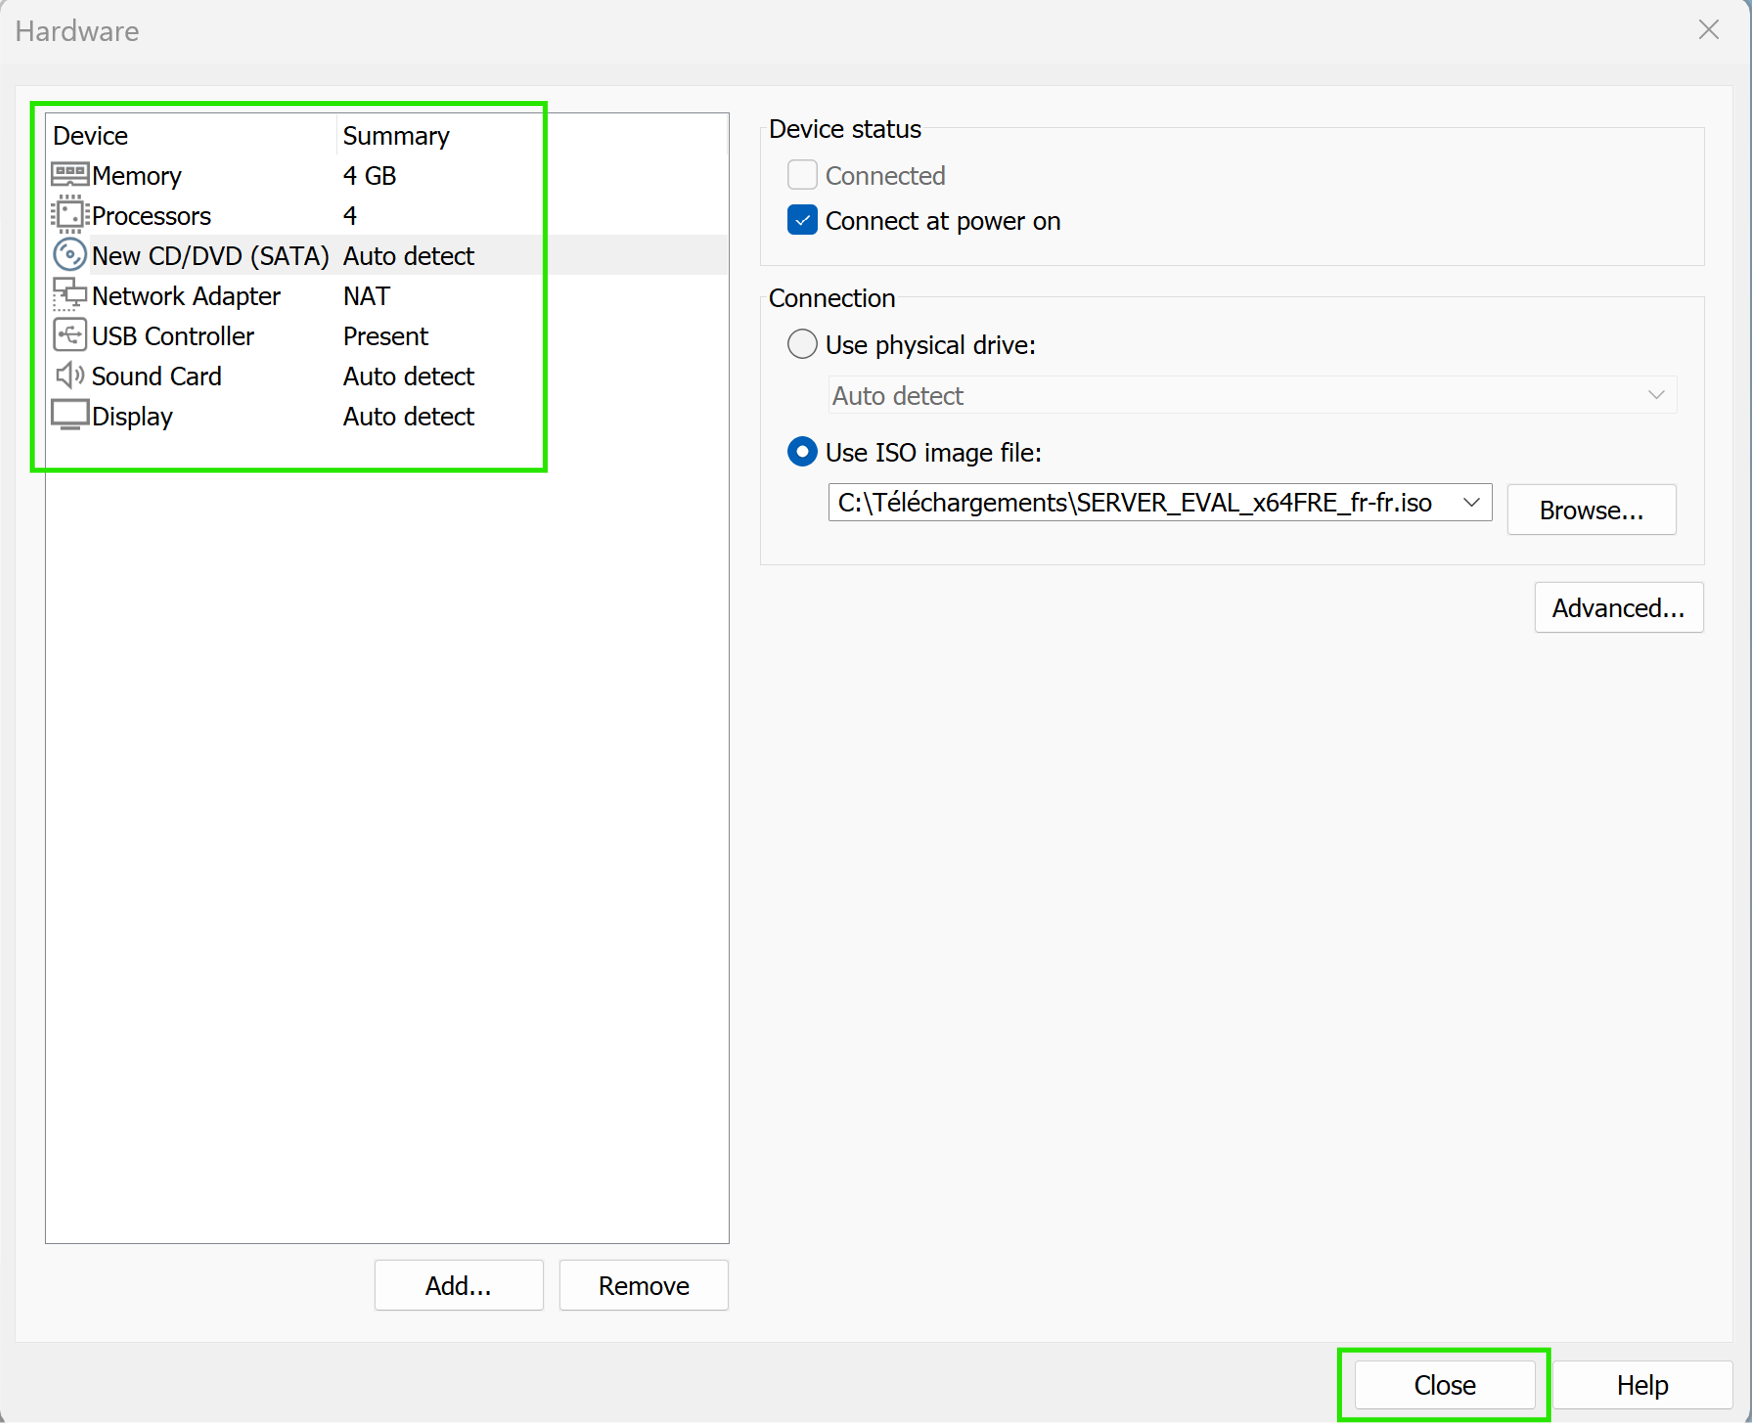 Hardware
Device Summary
Memory 4 GB
Processors 4
New CD/DVD (SATA) Auto detect
Network Adapter NAT
USB Controller Present
Sound Card Auto detect
Display Auto detect
Add...
Remove
Device status
Connected
Connect at power on
Connection
Use physical drive:
Auto detect
Use ISO image file:
C:\Téléchargements\SERVER_EVAL_x64FRE_fr-fr.iso
Browse...
Advanced...
Close
Help